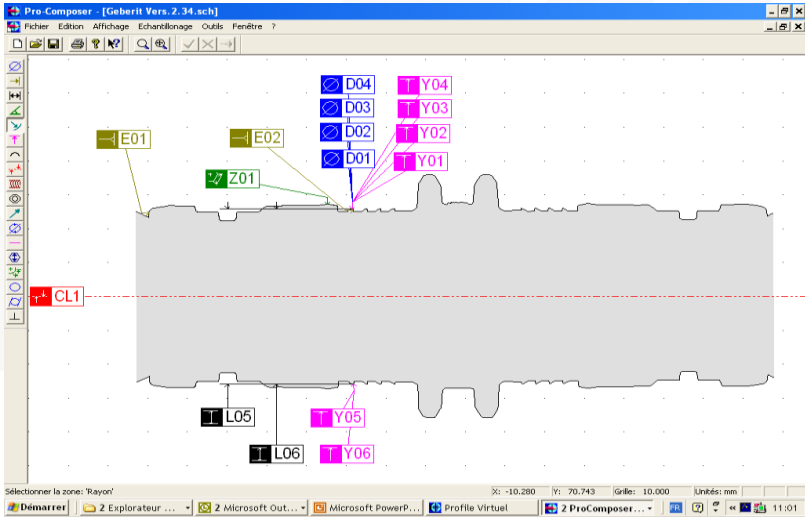 Pro-Composer - [Geberit Vers.2.34.sch]
Fichier Edition Affichage Echantillonage Outils Fenêtre ?
D04 Y04
D03 Y03
E01 E02 D02 Y02
D01 Y01
Z01
CL1
L05 Y05
L06 Y06
Sélectionner la zone: 'Rayon' X: -10.280 Y: 70.743 Grille: 10.000 Unités: mm
Démarrer 2 Explorateur ... 2 Microsoft Out... Microsoft PowerP... Profile Virtuel 2 ProComposer... FR 11:01